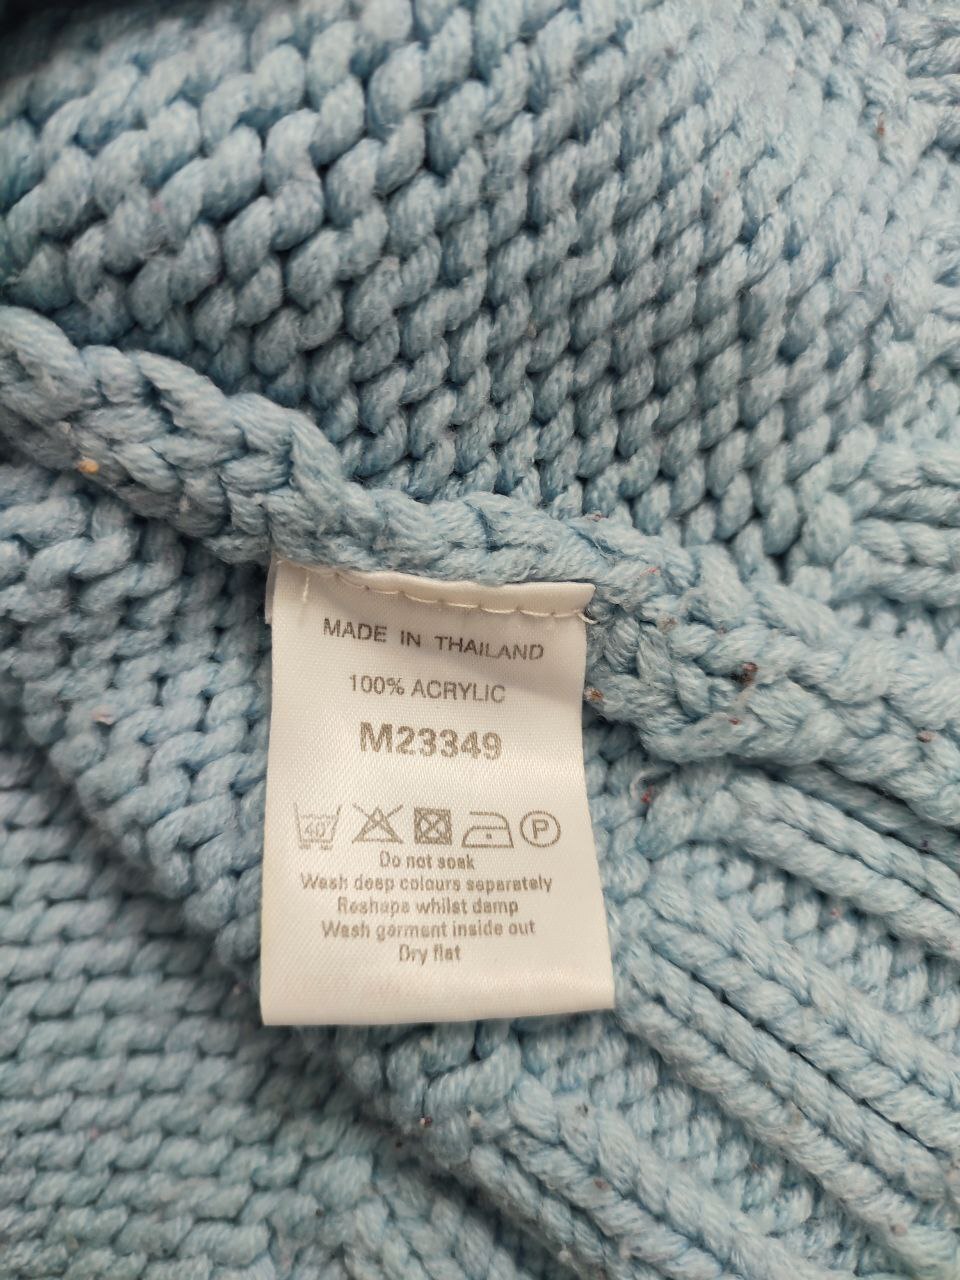 MADE IN THAILAND
100% ACRYLIC
M23349
40° P
Do not soak
Wash deep colours separately
Reshape whilst damp
Wash garment inside out
Dry flat